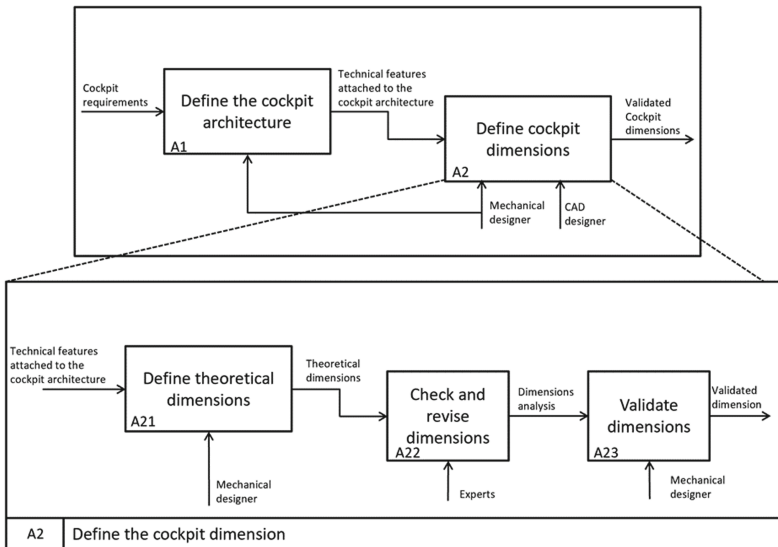 Cockpit
requirements
Define the cockpit
architecture
A1
Technical features
attached to the
cockpit architecture
Define cockpit
dimensions
A2
Validated
Cockpit
dimensions
Mechanical
designer
CAD
designer
Technical features
attached to the
cockpit architecture
Define theoretical
dimensions
A21
Theoretical
dimensions
Check and
revise
dimensions
A22
Dimensions
analysis
Validate
dimensions
A23
Validated
dimension
Mechanical
designer
Experts
Mechanical
designer
A2
Define the cockpit dimension